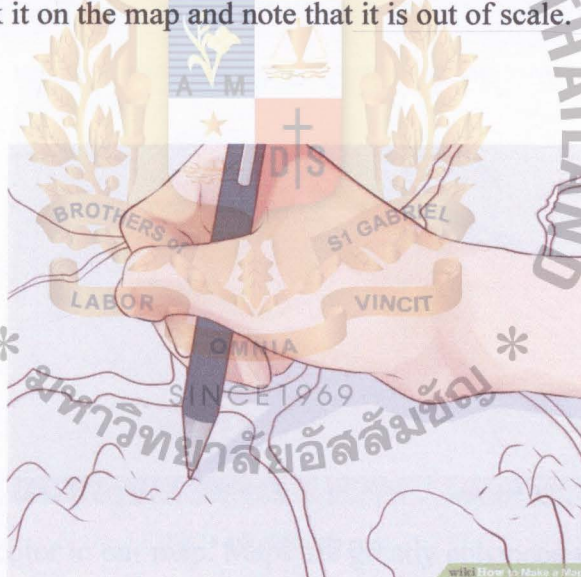 it on the map and note that it is out of scale.
A M
D S
BROTHERS of
ST GABRIEL
LABOR
VINCIT
OMNIA
SINCE1969
* *
มหาวิทยาลัยอัสสัมชัญ
THAILAND
wikiHow to Make a Map